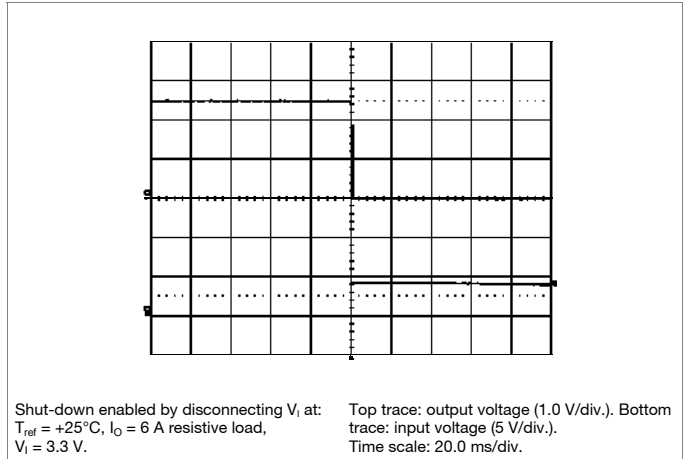 Shut-down enabled by disconnecting VI at:
Tref = +25°C, IO = 6 A resistive load,
VI = 3.3 V.
Top trace: output voltage (1.0 V/div.). Bottom
trace: input voltage (5 V/div.).
Time scale: 20.0 ms/div.